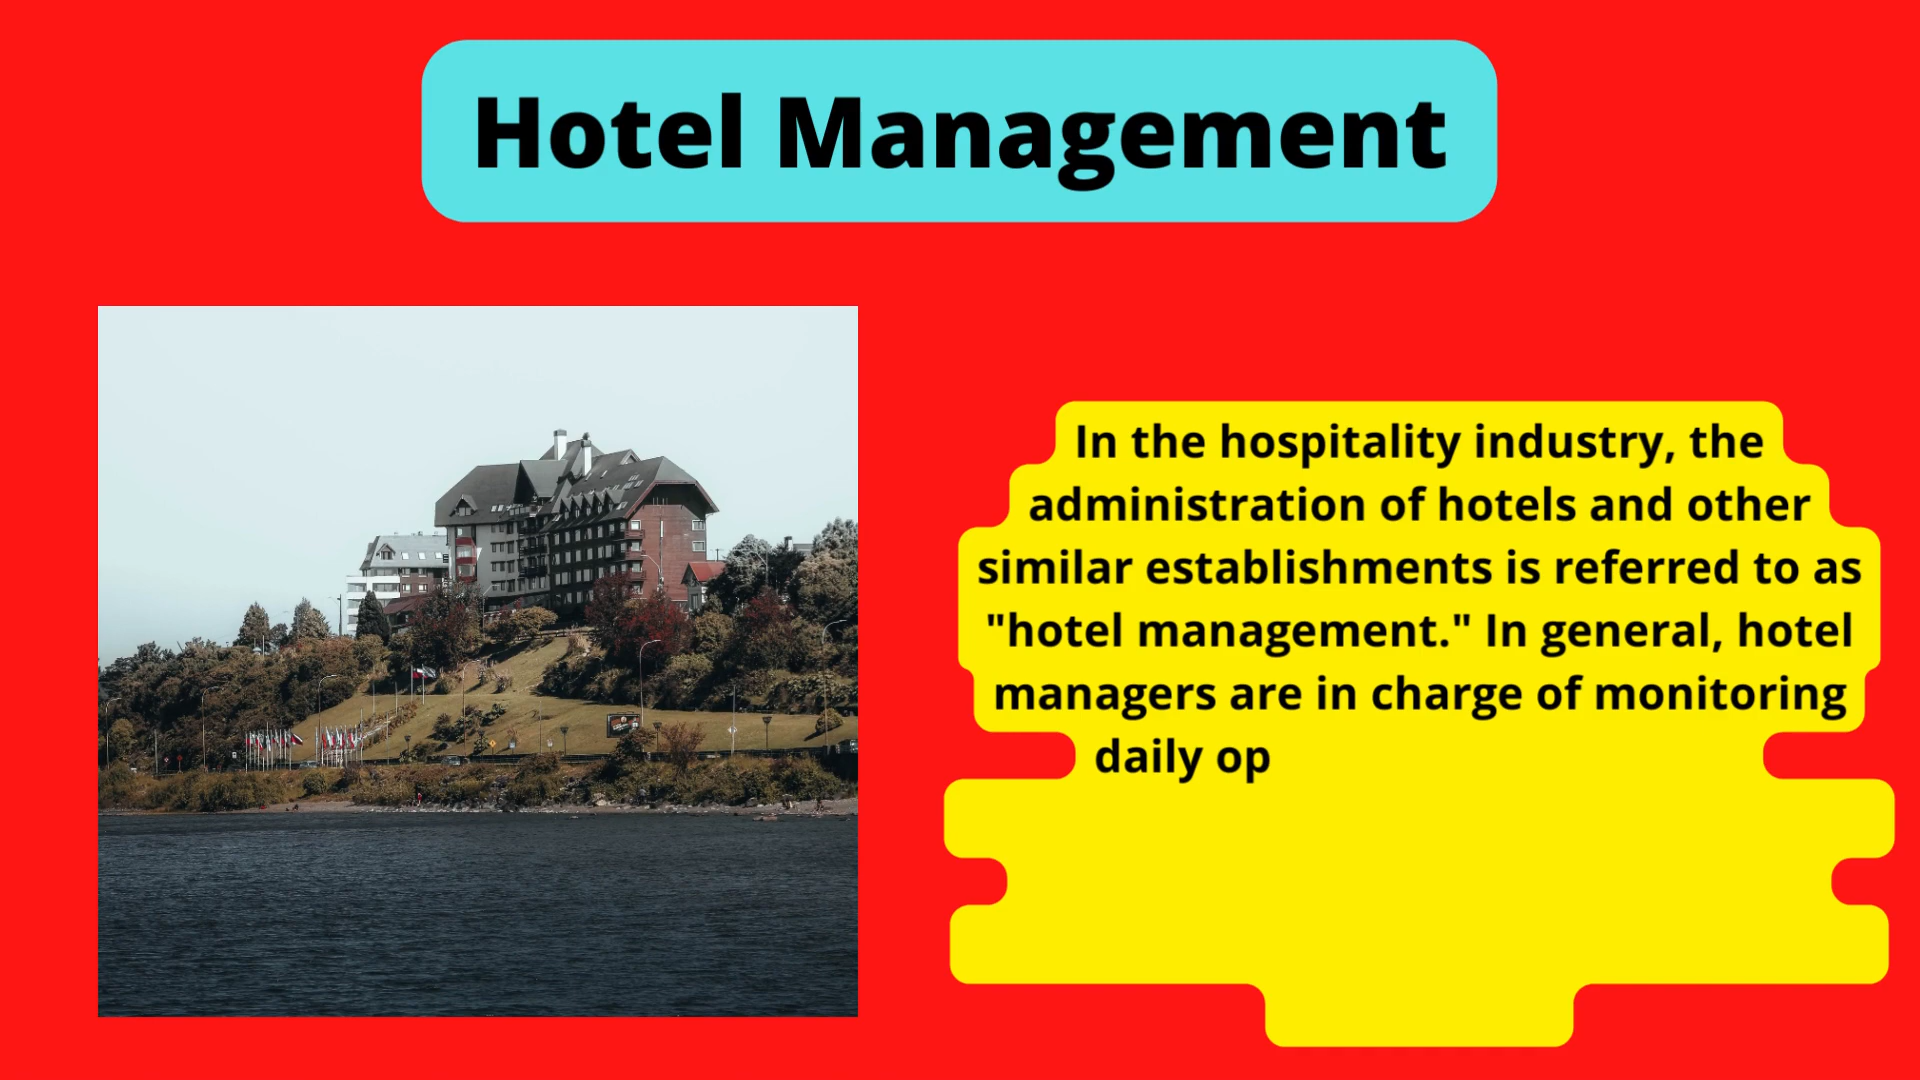 Hotel Management
In the hospitality industry, the
administration of hotels and other
similar establishments is referred to as
"hotel management." In general, hotel
managers are in charge of monitoring
daily op